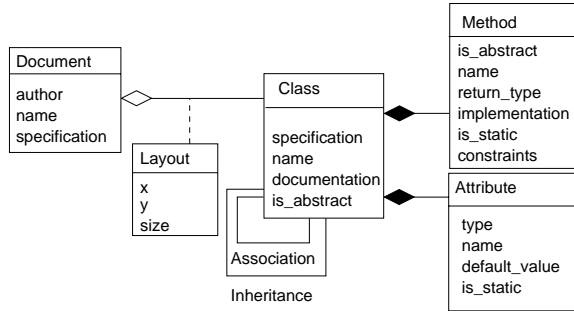 Document
author
name
specification
Layout
x
y
size
Class
specification
name
documentation
is_abstract
Association
Inheritance
Method
is_abstract
name
return_type
implementation
is_static
constraints
Attribute
type
name
default_value
is_static